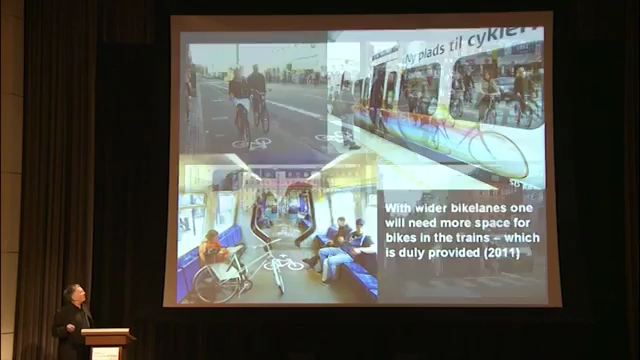 Ny plads til cykler
With wider bikelanes one
will need more space for
bikes in the trains – which
is duly provided (2011)